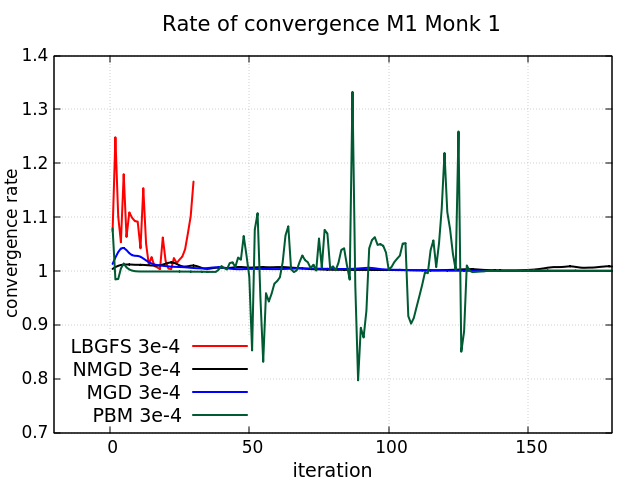 Rate of convergence M1 Monk 1
1.4
1.3
1.2
1.1
1
0.9
0.8
0.7
convergence rate
LBGFS 3e-4
NMGD 3e-4
MGD 3e-4
PBM 3e-4
0 50 100 150
iteration